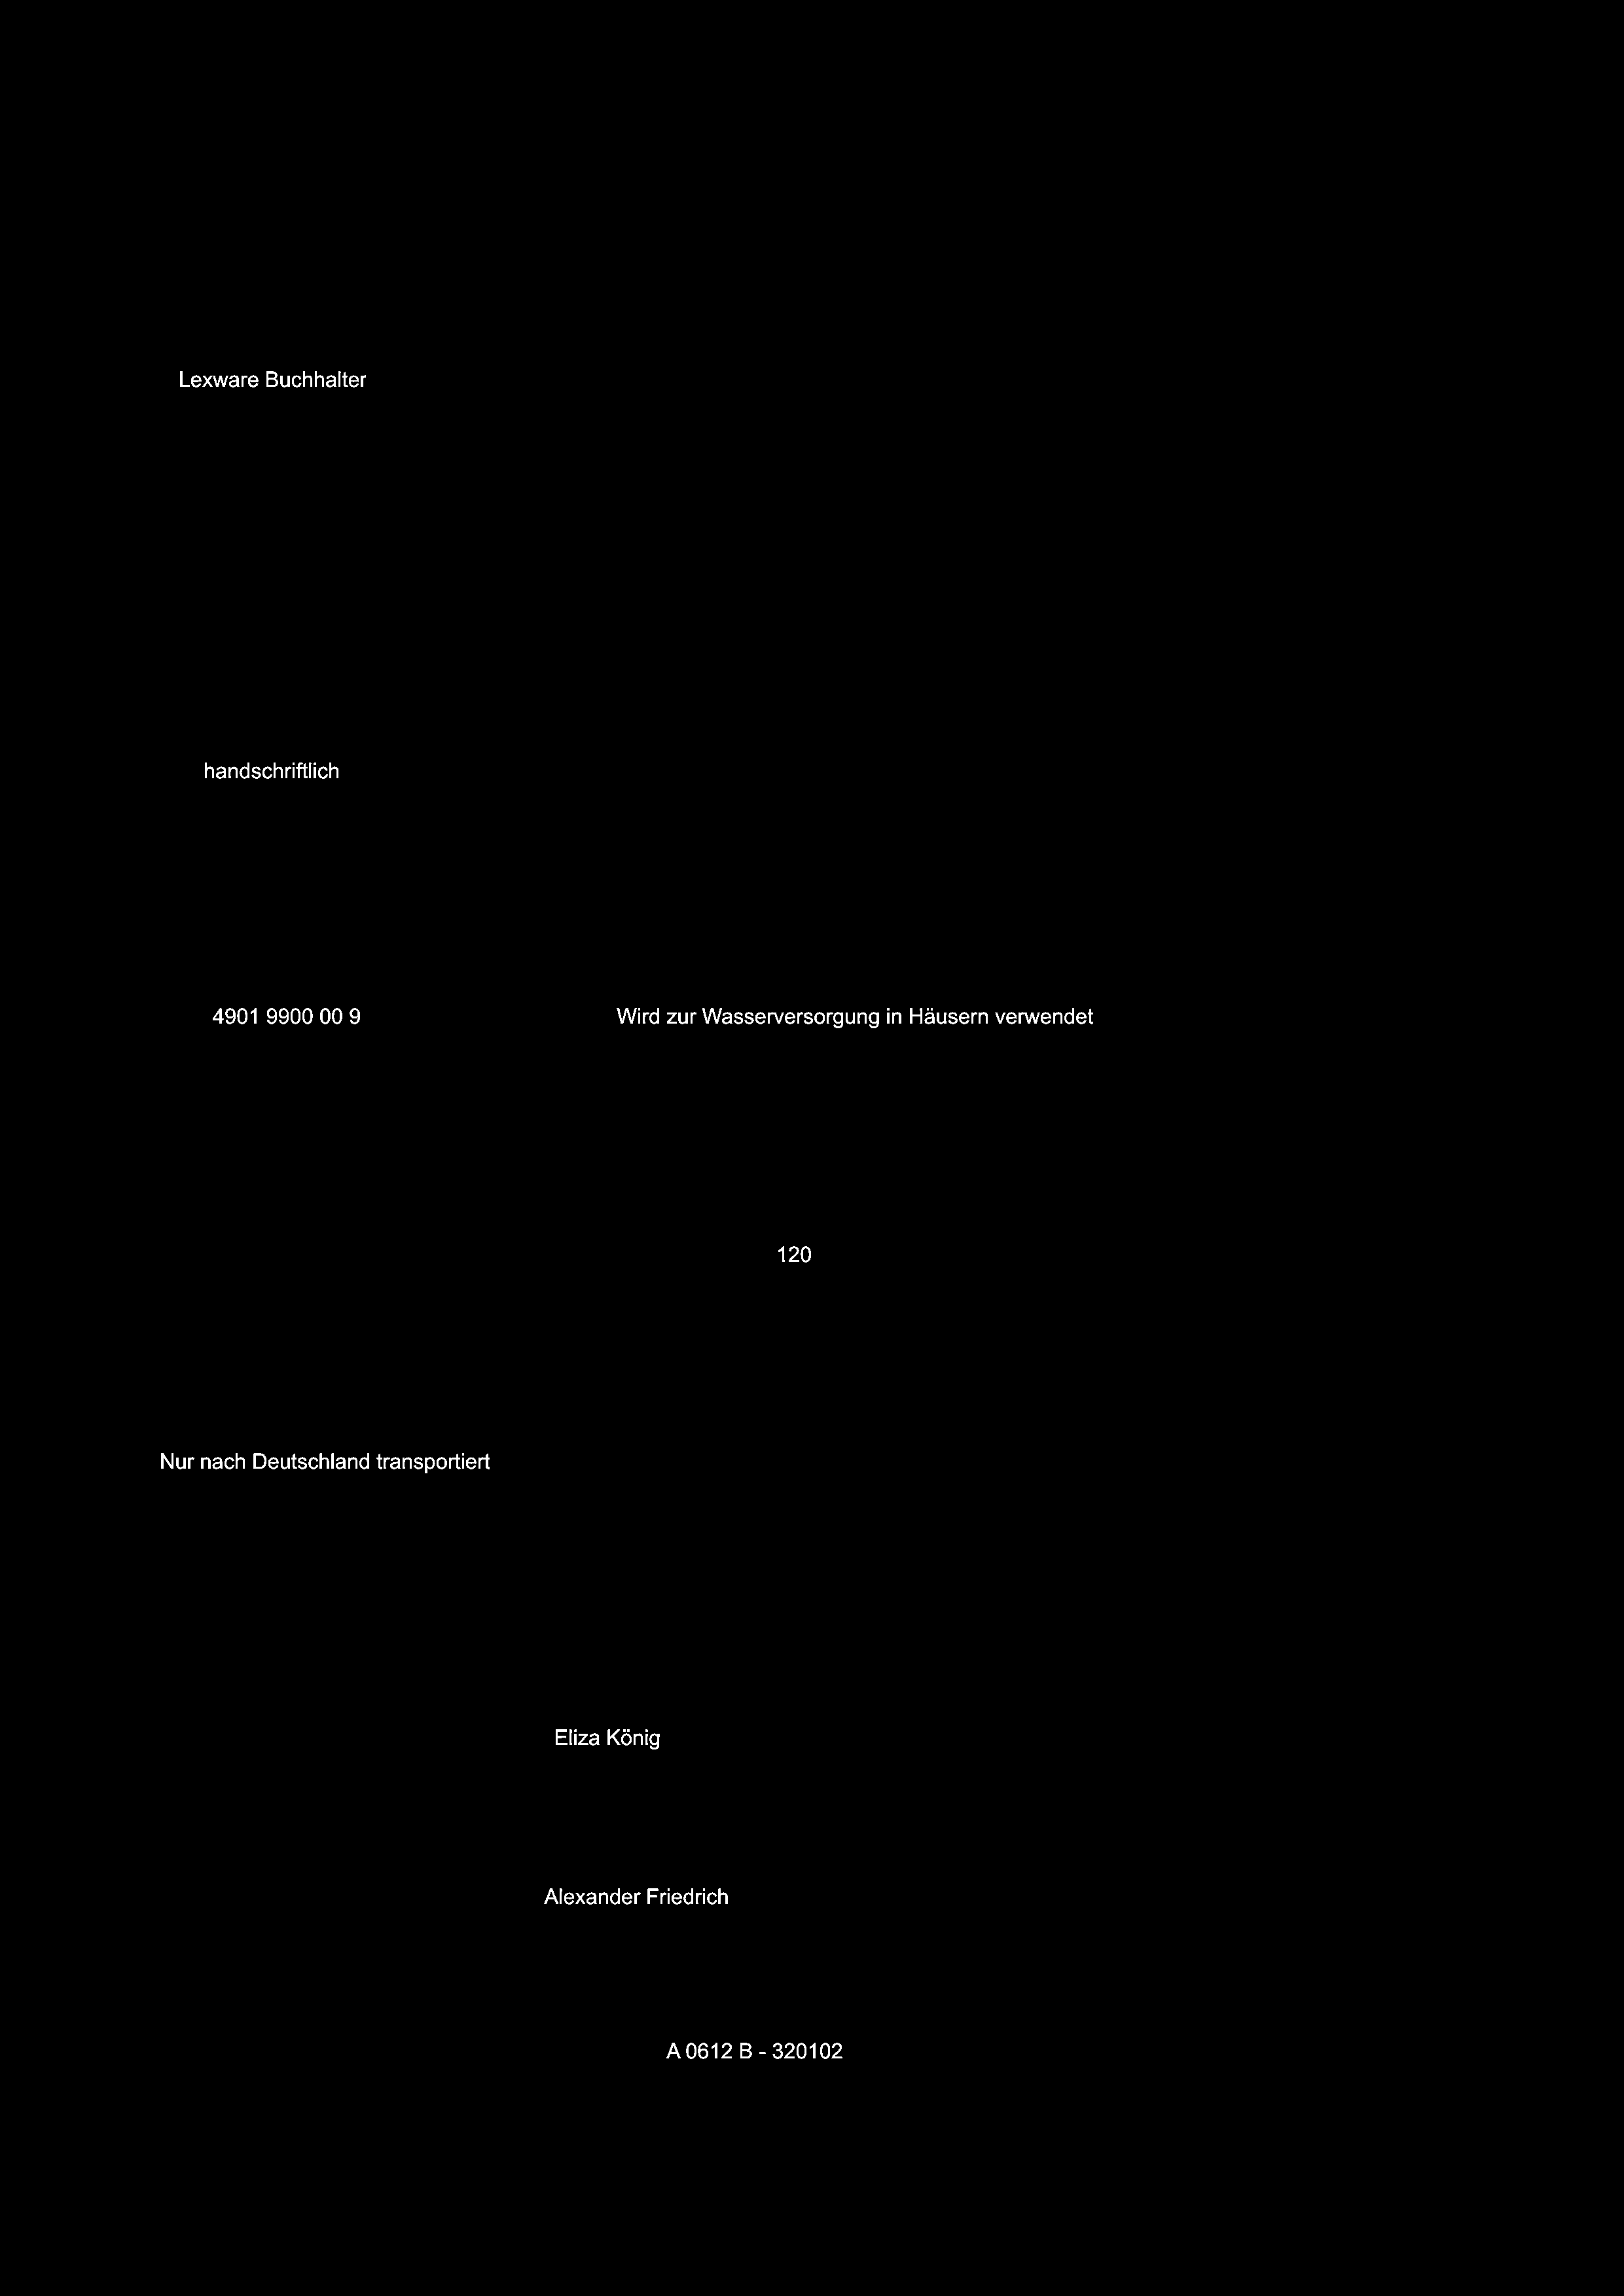 Lexware Buchhalter
handschriftlich
4901 9900 00 9
Wird zur Wasserversorgung in Häusern verwendet
120
Nur nach Deutschland transportiert
Eliza König
Alexander Friedrich
A 0612 B - 320102